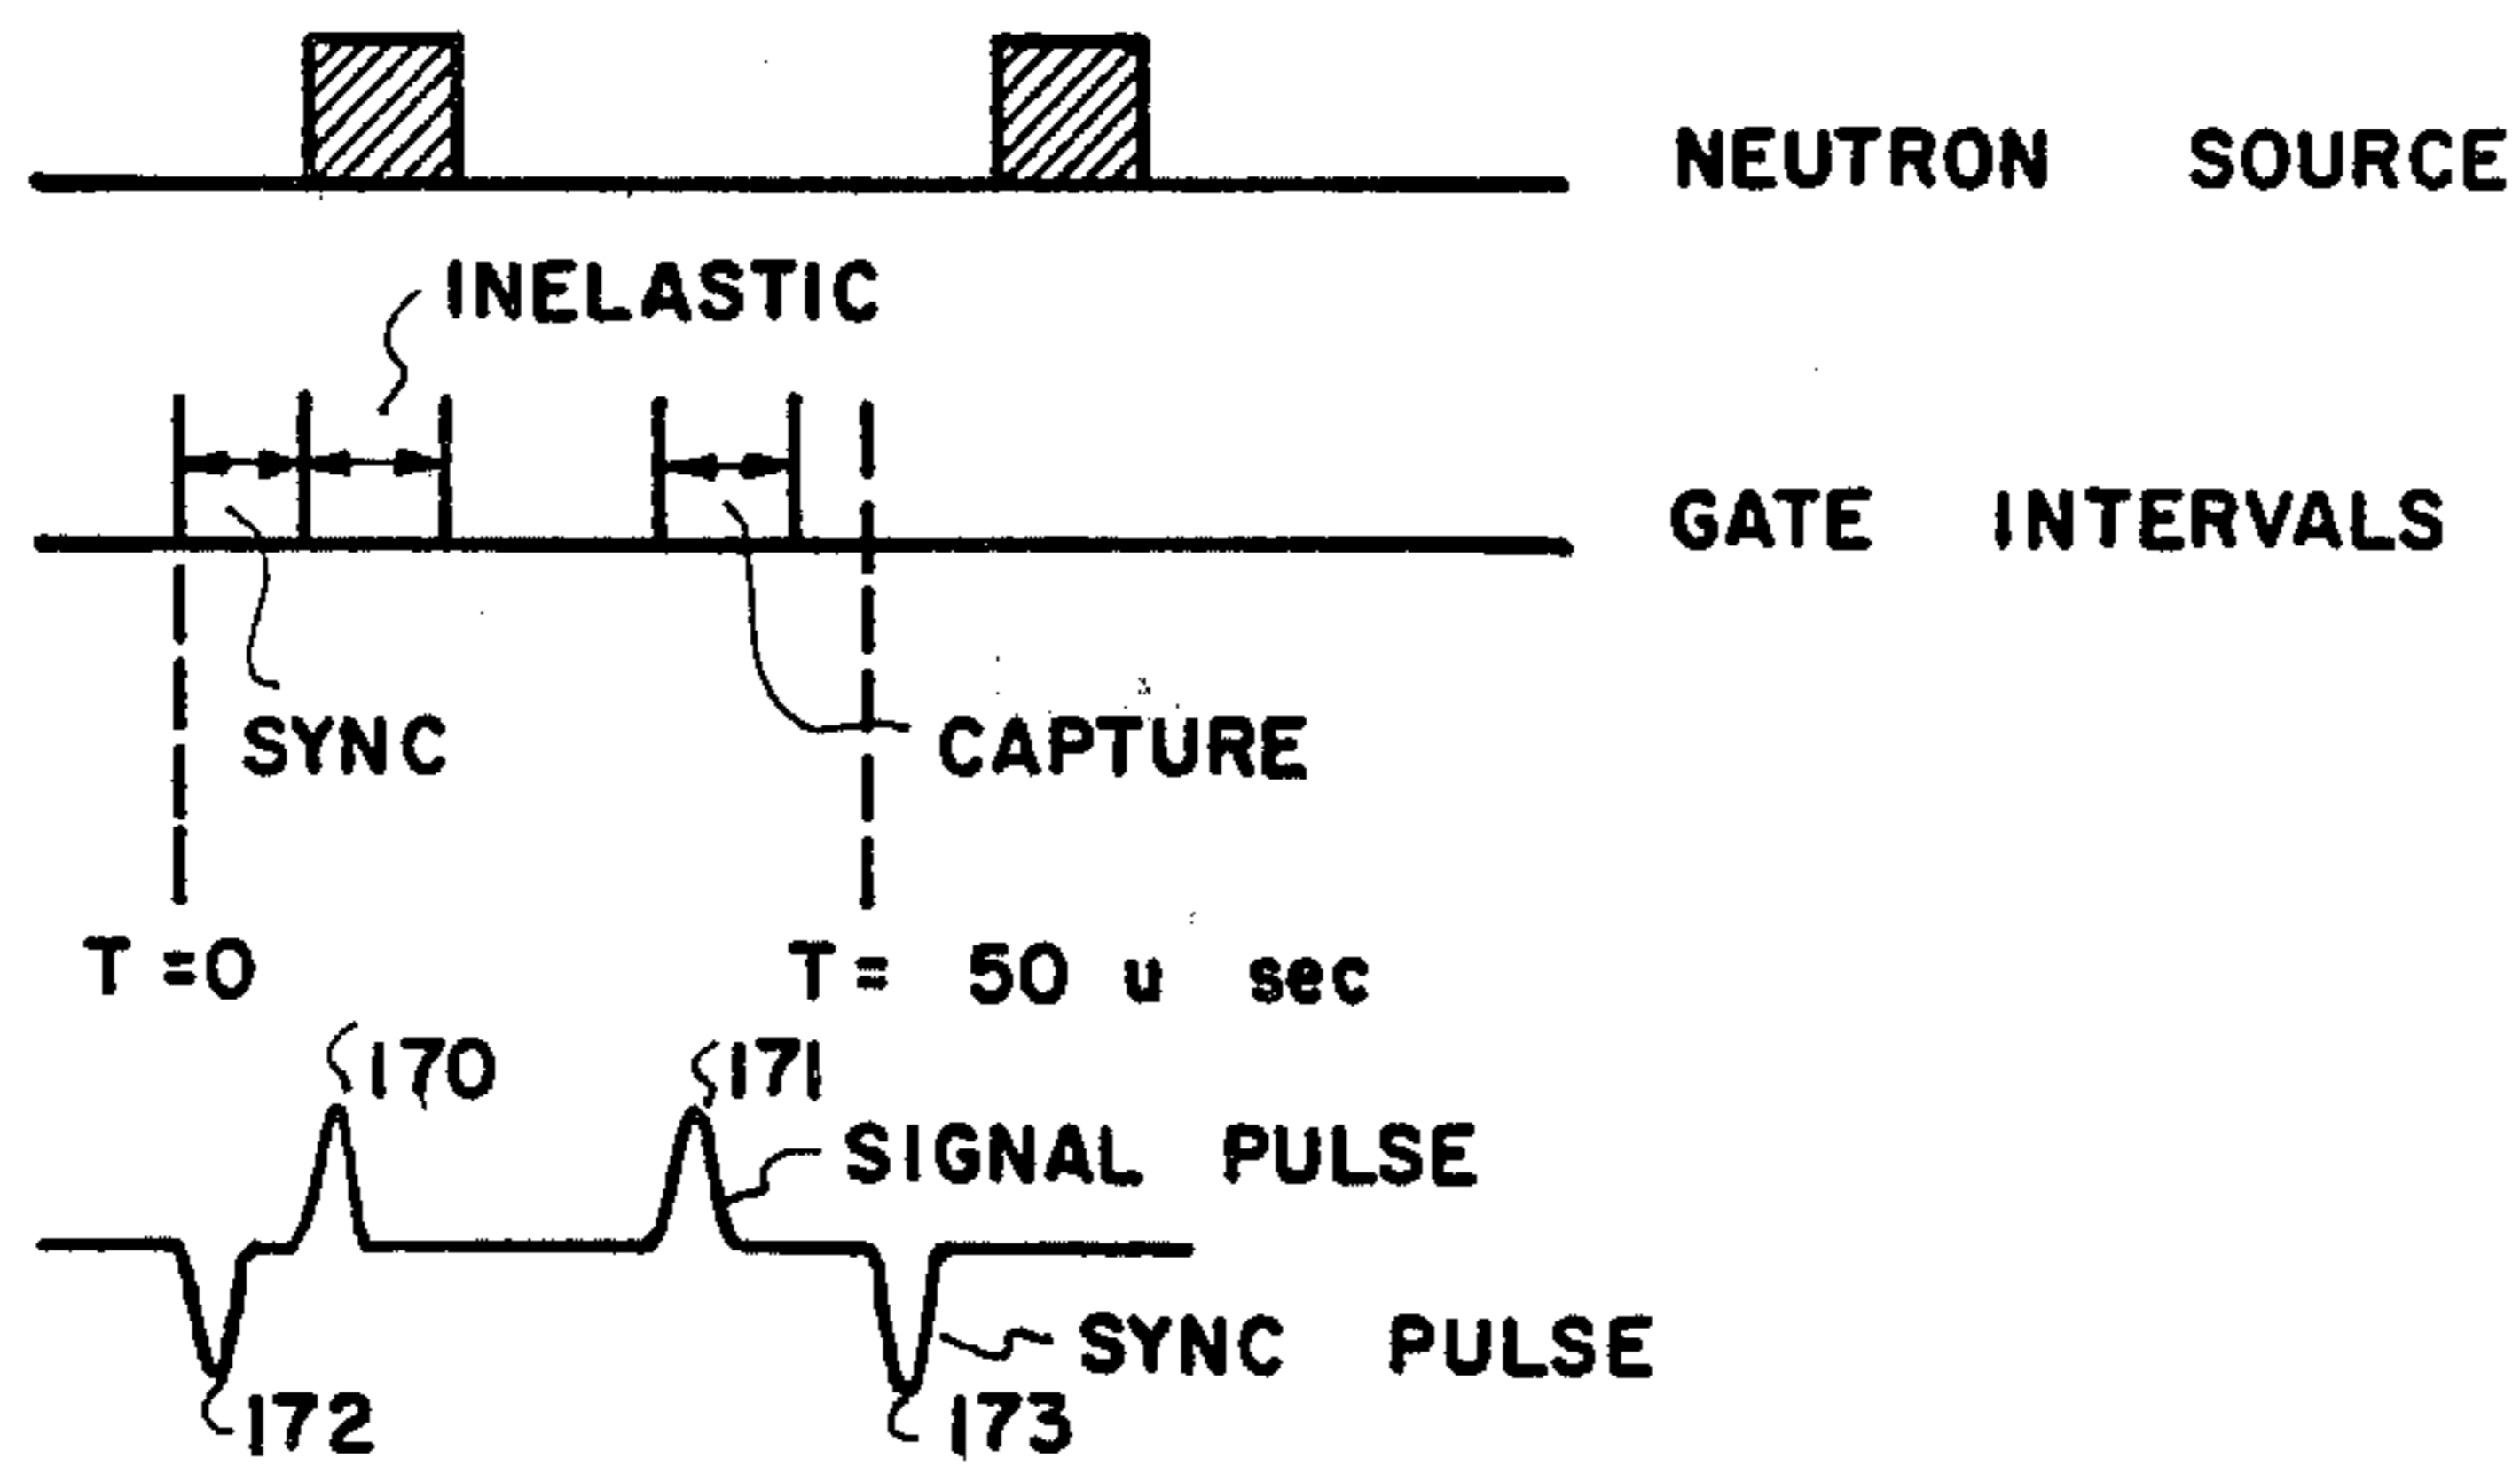 NEUTRON SOURCE
INELASTIC
GATE INTERVALS
SYNC
CAPTURE
T=0
T= 50 u sec
170
171
SIGNAL PULSE
SYNC PULSE
172
173